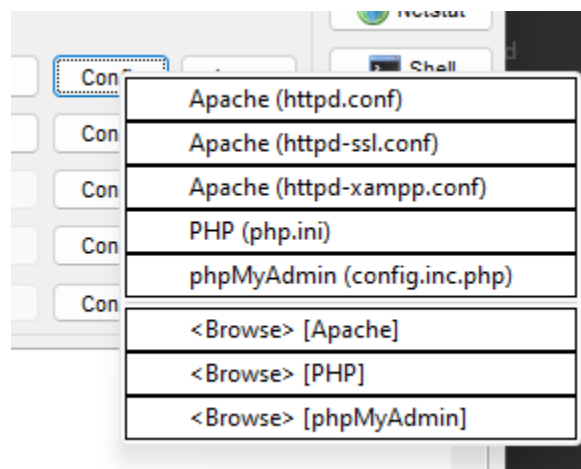 Netstat
Shell
Apache (httpd.conf)
Con
Apache (httpd-ssl.conf)
Con
Apache (httpd-xampp.conf)
Con
PHP (php.ini)
Con
phpMyAdmin (config.inc.php)
Con
<Browse> [Apache]
<Browse> [PHP]
<Browse> [phpMyAdmin]